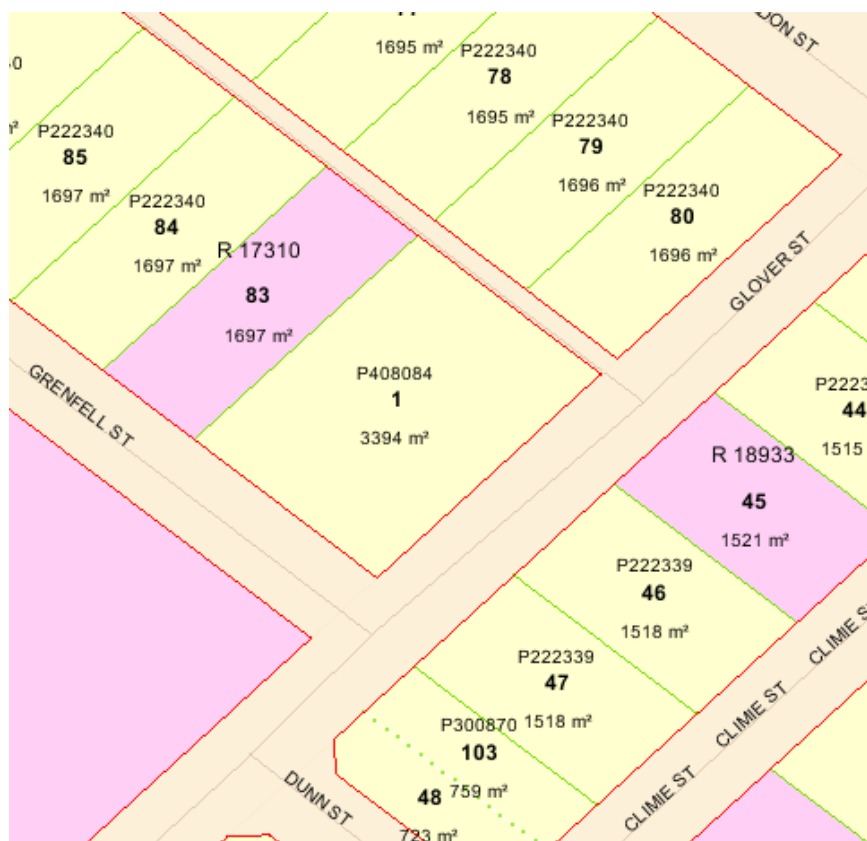 1695 m²
P222340
78
1695 m²
DON ST
P222340
85
1697 m²
P222340
79
1696 m²
P222340
84
1697 m²
R 17310
83
1697 m²
P222340
80
1696 m²
GLOVER ST
GRENFELL ST
P408084
1
3394 m²
44
1515
R 18933
45
1521 m²
P222339
46
1518 m²
P222339
47
1518 m²
P300870
103
759 m²
48
723 m²
DUNN ST
CLIMIE ST
CLIMIE ST
CLIMIE ST